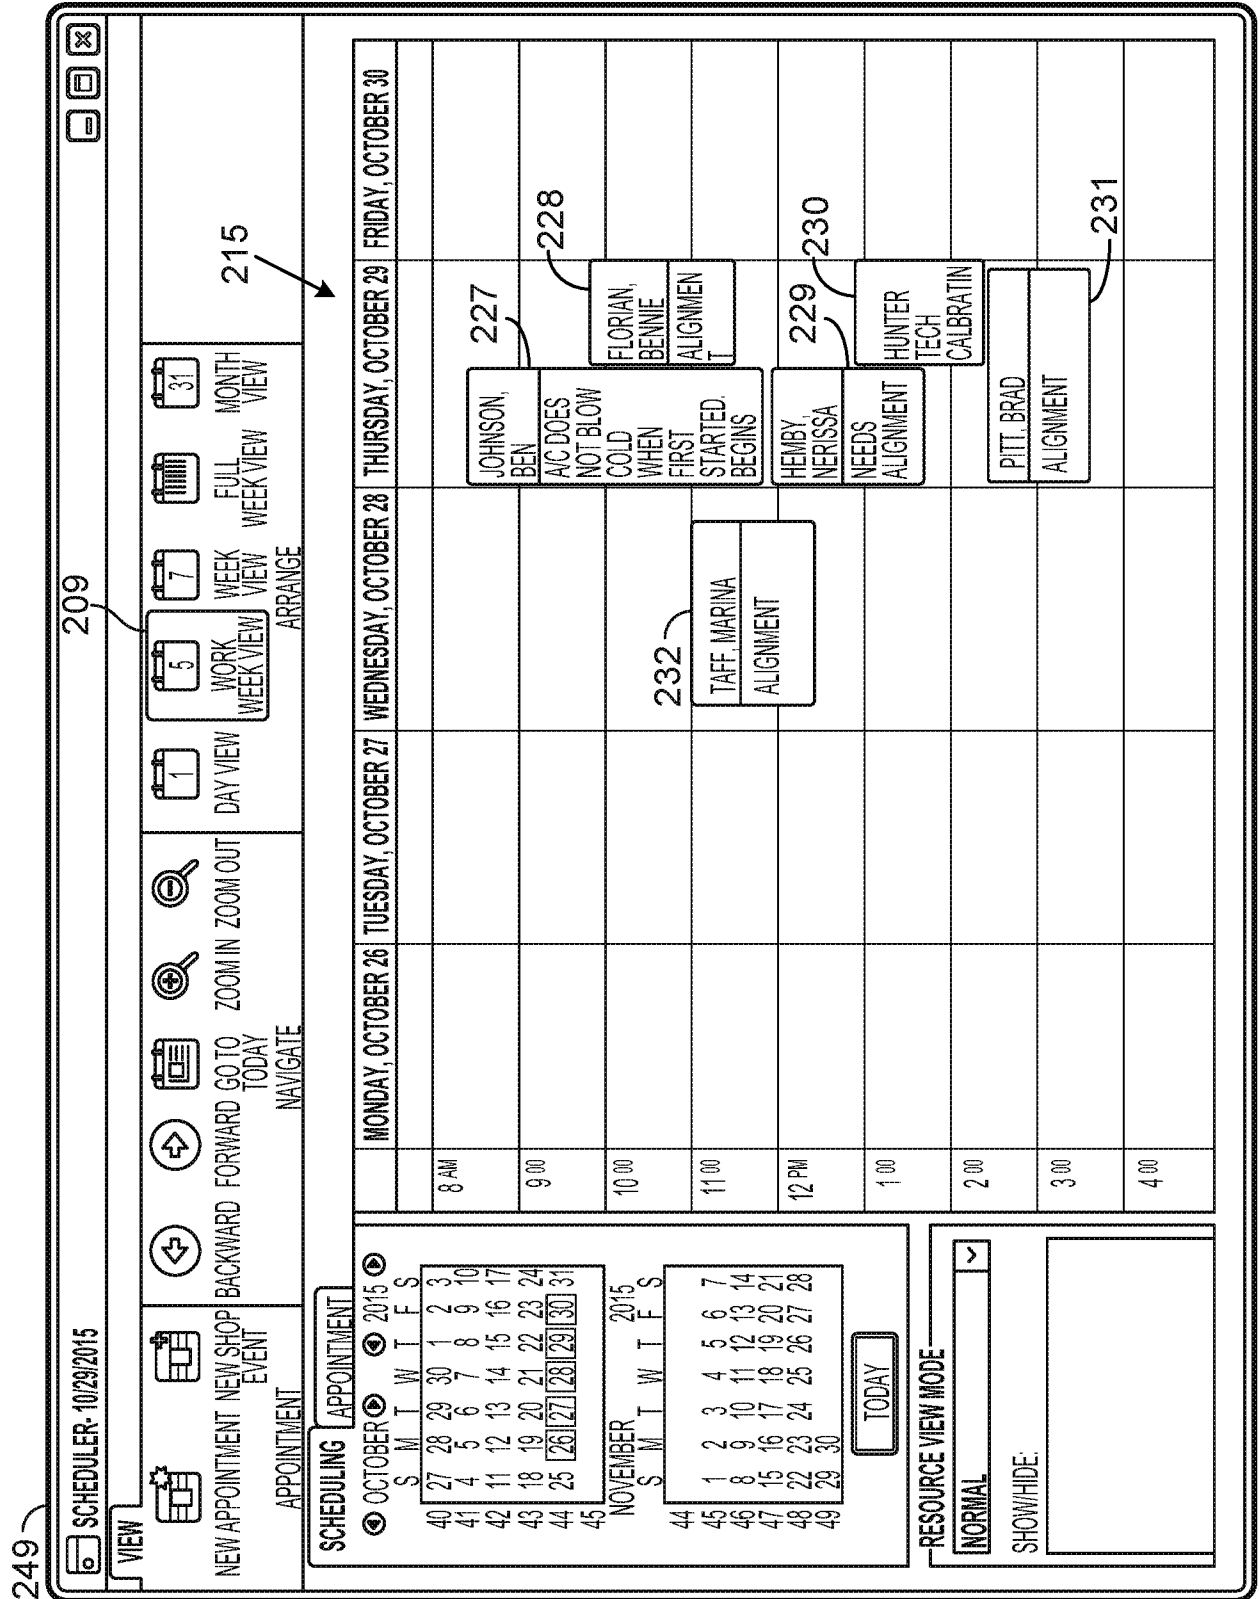 249
SCHEDULER- 10/29/2015
VIEW
209
NEW APPOINTMENT
NEW SHOP
EVENT
APPOINTMENT
BACKWARD
FORWARD
GO TO
TODAY
ZOOM IN
ZOOM OUT
NAVIGATE
1
DAY VIEW
5
WORK
WEEK VIEW
7
WEEK
VIEW
FULL
WEEK VIEW
31
MONTH
VIEW
ARRANGE
215
SCHEDULING
APPOINTMENT
OCTOBER 2015
S M T W T F S
40 27 28 29 30 1 2 3
41 4 5 6 7 8 9 10
42 11 12 13 14 15 16 17
43 18 19 20 21 22 23 24
44 25 26 27 28 29 30 31
45
NOVEMBER 2015
S M T W T F S
44
45 1 2 3 4 5 6 7
46 8 9 10 11 12 13 14
47 15 16 17 18 19 20 21
48 22 23 24 25 26 27 28
49 29 30
TODAY
RESOURCE VIEW MODE
NORMAL
SHOW/HIDE:
MONDAY, OCTOBER 26
TUESDAY, OCTOBER 27
WEDNESDAY, OCTOBER 28
THURSDAY, OCTOBER 29
FRIDAY, OCTOBER 30
8 AM
9 00
10 00
11 00
12 PM
1 00
2 00
3 00
4 00
232
TAFF, MARINA
ALIGNMENT
227
JOHNSON,
BEN
A/C DOES
NOT BLOW
COLD
WHEN
FIRST
STARTED.
BEGINS
228
FLORIAN,
BENNIE
ALIGNMEN
T
229
HEMBY,
NERISSA
NEEDS
ALIGNMENT
230
HUNTER
TECH
CALBRATIN
231
PITT, BRAD
ALIGNMENT